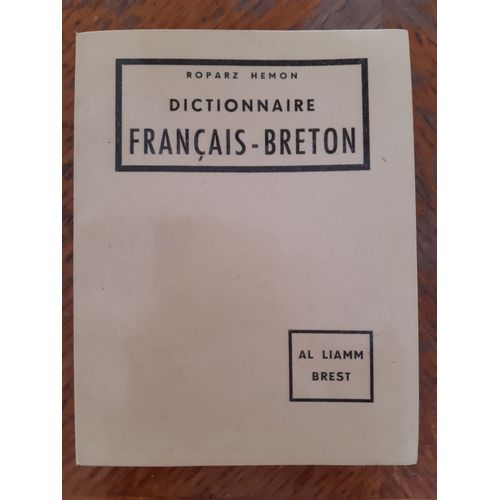 ROPARZ HEMON
DICTIONNAIRE
FRANÇAIS-BRETON
AL LIAMM
BREST